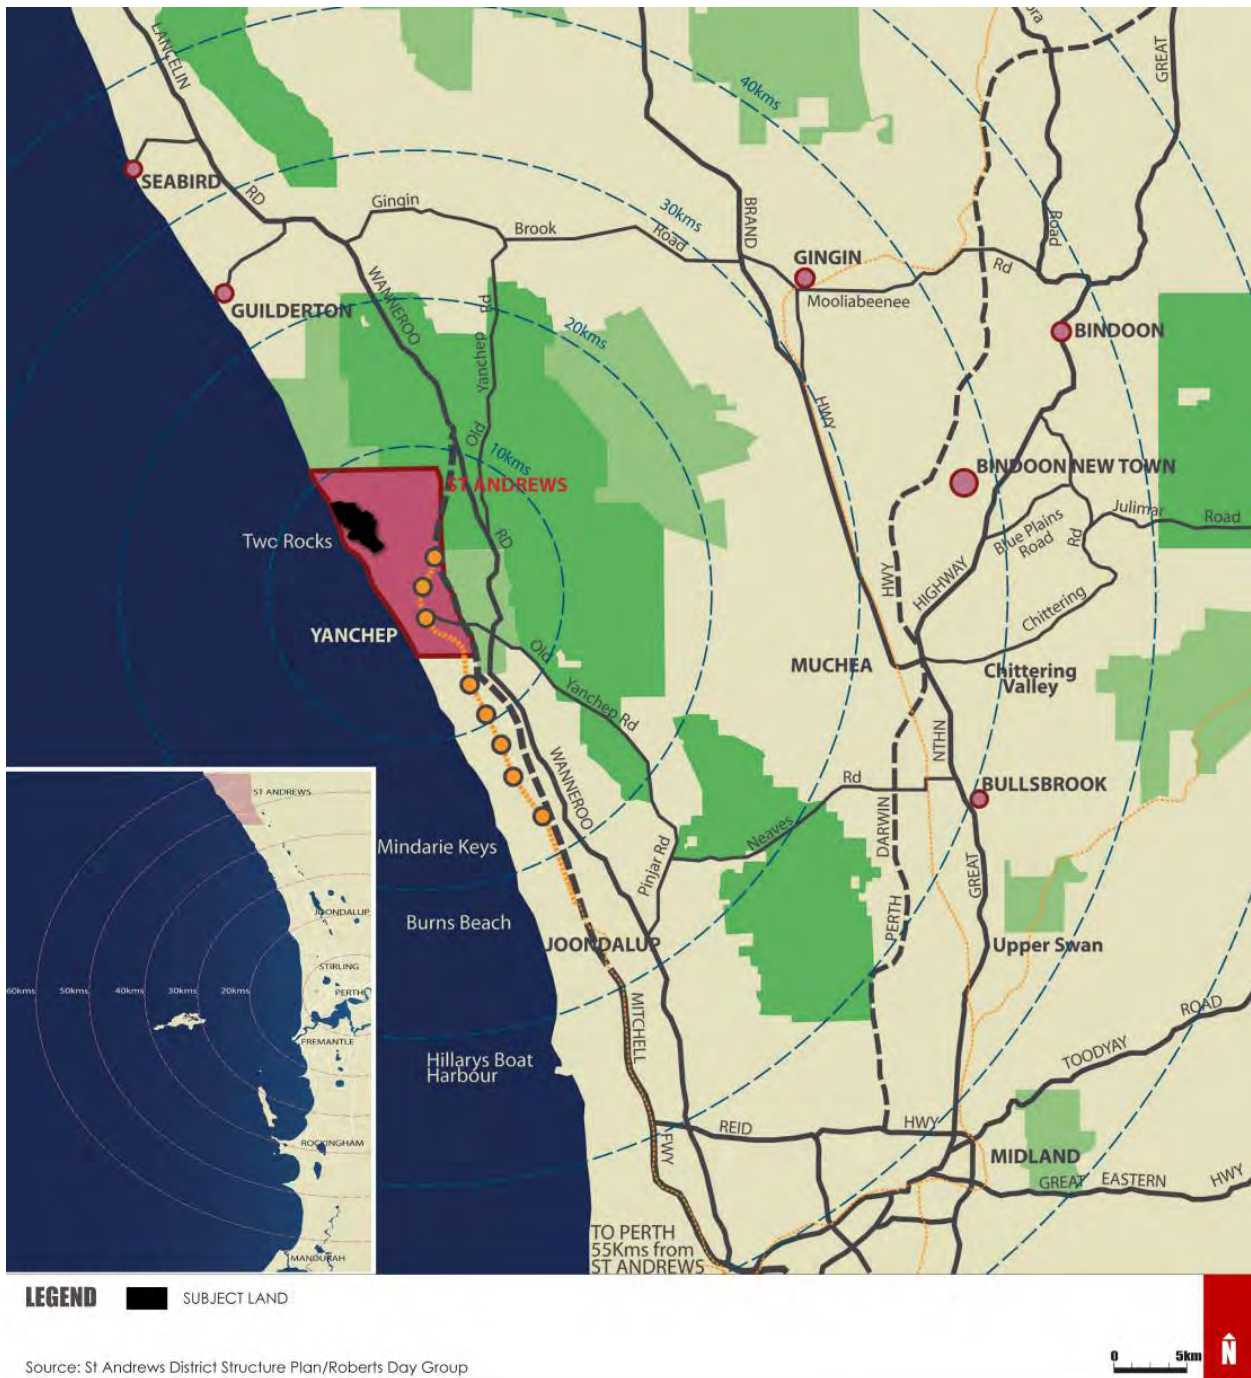 LANCELIN
RD
SEABIRD
GUILDERTON
Gingin
Brook
Road
WANNEROO
Old
Yanchep
Rd
RD
40kms
30kms
20kms
10kms
BRAND
HWY
GINGIN
Mooliabeenee
Rd
Road
GREAT
BINDOON
BINDOON NEW TOWN
Julimar
Road
Blue Plains
Road
Rd
Chittering
HIGHWAY
HWY
ST ANDREWS
Two Rocks
YANCHEP
Old
Yanchep Rd
MUCHEA
Chittering
Valley
NTHN
BULLSBROOK
WANNEROO
Rd
Neaves
Pinjar Rd
DARWIN
PERTH
GREAT
Mindarie Keys
Burns Beach
JOONDALUP
Upper Swan
MITCHELL
FWY
Hillarys Boat
Harbour
ROAD
TOODYAY
REID
HWY
MIDLAND
GREAT
EASTERN
HWY
TO PERTH
55Kms from
ST ANDREWS
ST ANDREWS
JOONDALUP
STIRLING
PERTH
60kms
50kms
40kms
30kms
20kms
FREMANTLE
ROCKINGHAM
MANDURAH
LEGEND
SUBJECT LAND
Source: St Andrews District Structure Plan/Roberts Day Group
0 5km
N